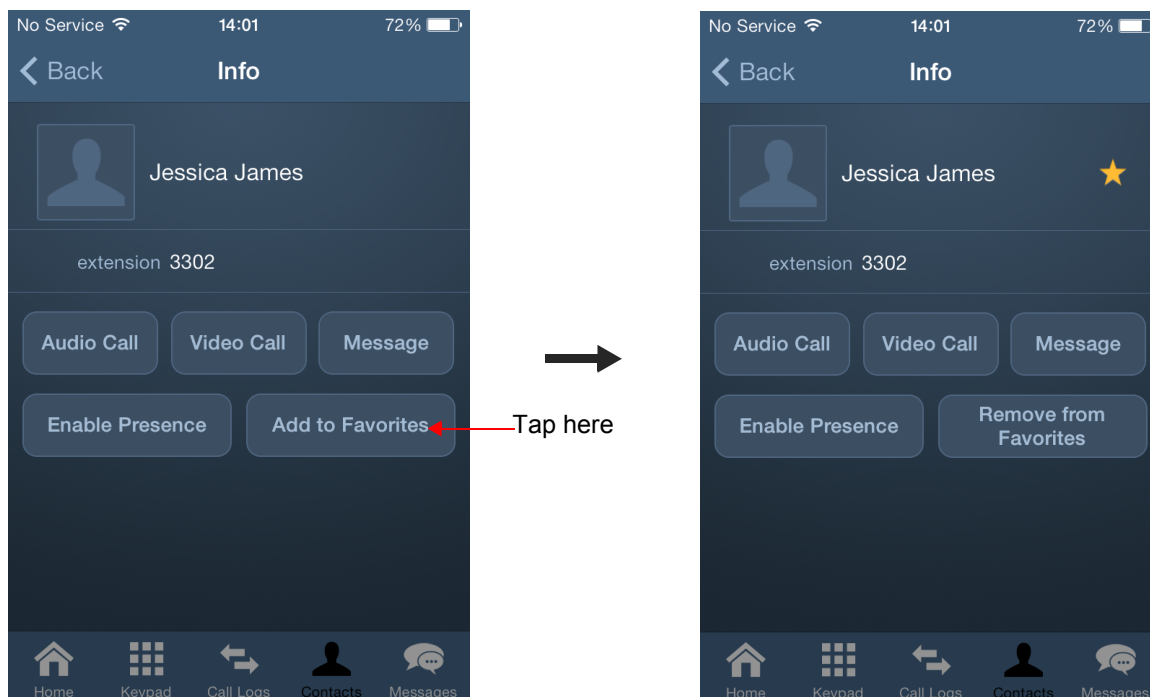 No Service 14:01 72%
Back Info
Jessica James
extension 3302
Audio Call Video Call Message
Enable Presence Add to Favorites
Home Keypad Call Logs Contacts Messages
Tap here
No Service 14:01 72%
Back Info
Jessica James
extension 3302
Audio Call Video Call Message
Enable Presence Remove from
Favorites
Home Keypad Call Logs Contacts Messages